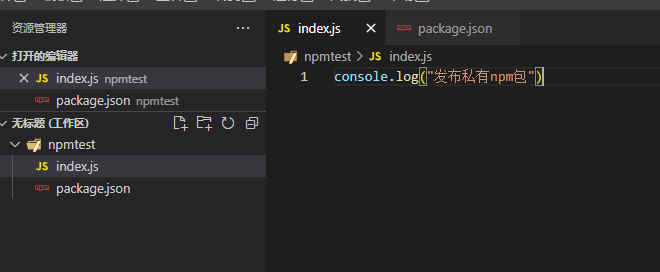 资源管理器
打开的编辑器
JS index.js npmtest
package.json npmtest
无标题 (工作区)
npmtest
JS index.js
package.json
JS index.js
package.json
npmtest > JS index.js
1 console.log("发布私有npm包")